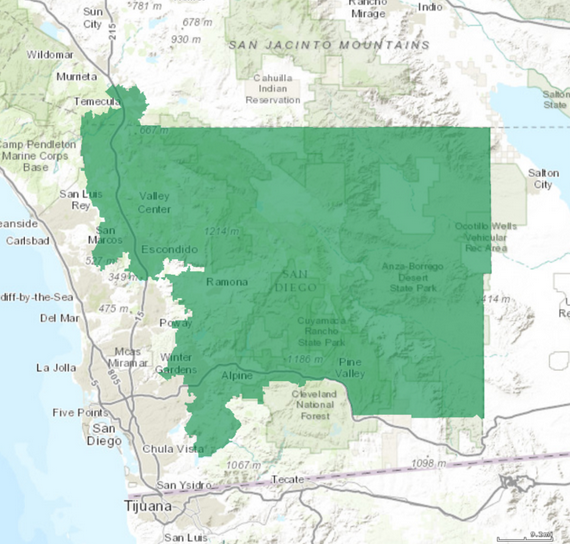 781 m
Sun
City
215
678 m
930 m
Rancho
Mirage
Indio
SAN JACINTO MOUNTAINS
Wildomar
Murrieta
Cahuilla
Indian
Reservation
Temecula
Salton
State
667 m
Camp Pendleton
Marine Corps
Base
Salton
City
San Luis
Rey
Valley
Center
oceanside
Carlsbad
San
Marcos
1214 m
Ocotillo Wells
Vehicular
Rec Area
Escondido
527 m
349 m
Ramona
SAN
DIEGO
Anza-Borrego
Desert
State Park
diff-by-the-Sea
475 m
414 m
Del Mar
15
Poway
Cuyamaca
Rancho
State Park
U
Re
Mcas
Miramar
Winter
Gardens
1186 m
Pine
Valley
La Jolla
805
5
Alpine
Cleveland
National
Forest
Five Points
San
Diego
Chula Vista
1067 m
1098 m
San Ysidro
Tecate
Tijuana
San Luis